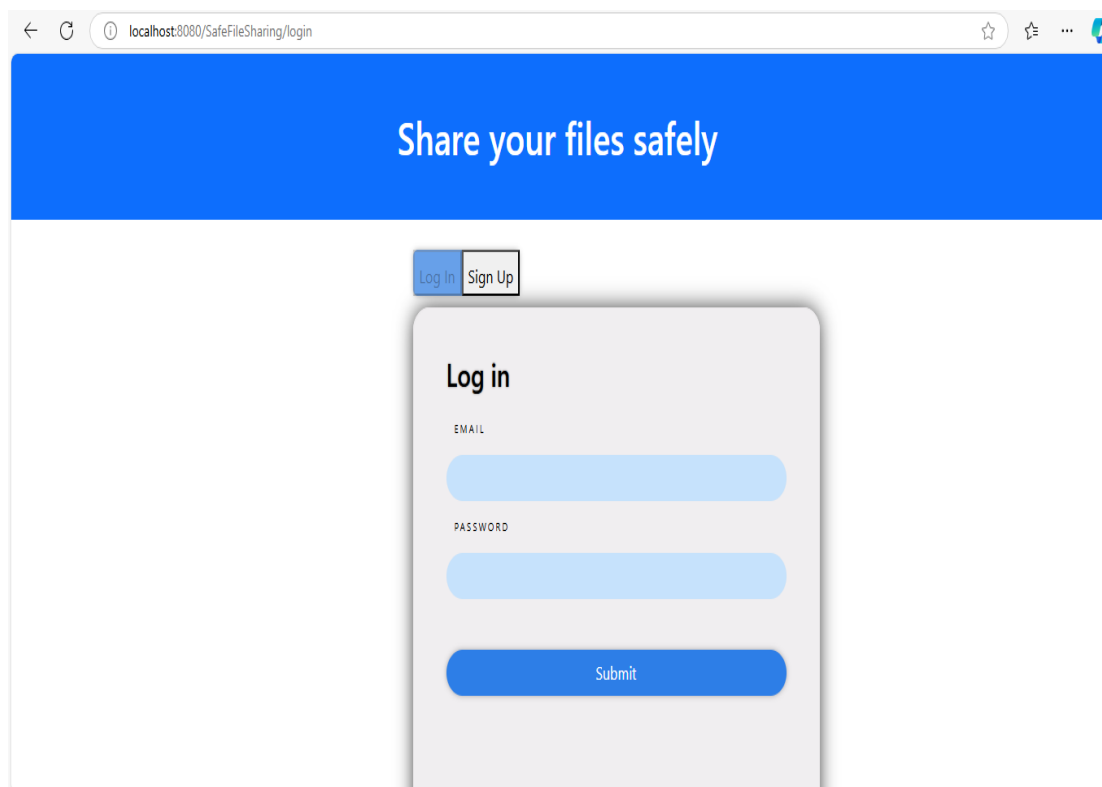 localhost:8080/SafeFileSharing/login
Share your files safely
Log In Sign Up
Log in
EMAIL
PASSWORD
Submit